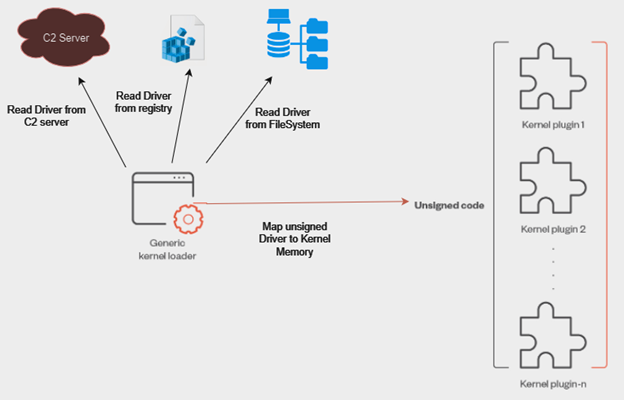 C2 Server
Read Driver from
C2 server
Read Driver
from registry
Read Driver
from FileSystem
Generic
kernel loader
Map unsigned
Driver to Kernel
Memory
Unsigned code
Kernel plugin 1
Kernel plugin 2
Kernel plugin-n